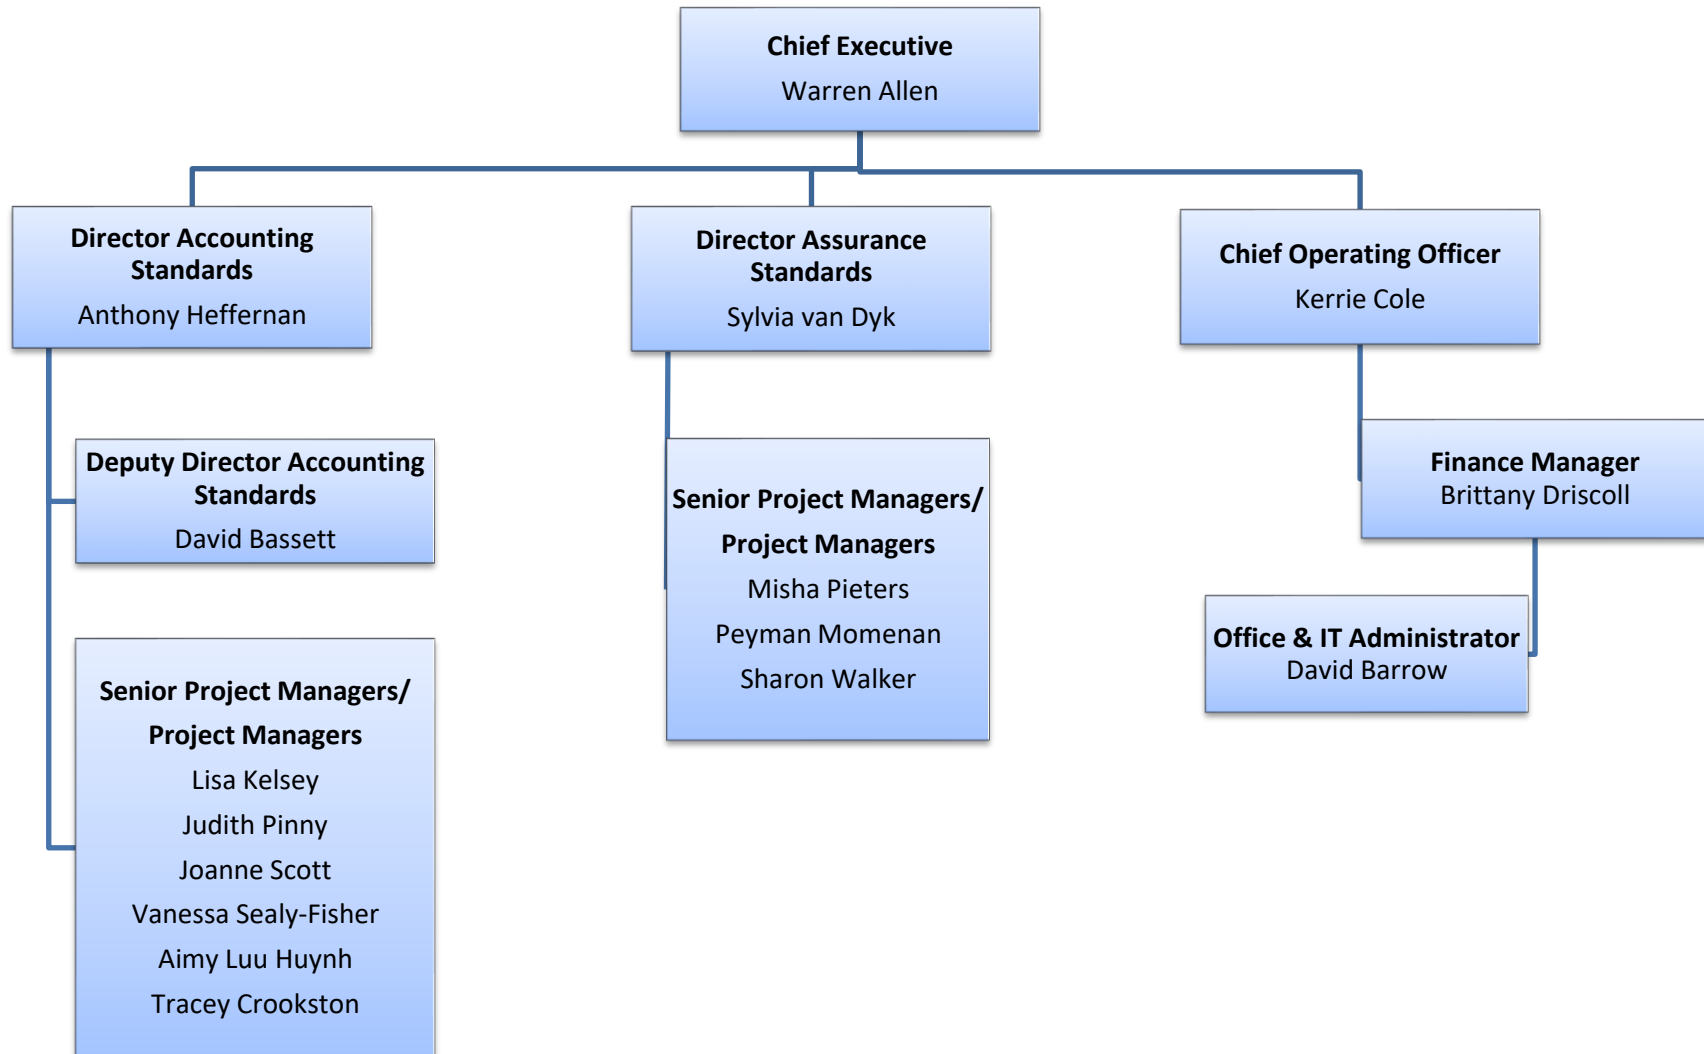 Chief Executive
Warren Allen
Director Accounting
Standards
Anthony Heffernan
Director Assurance
Standards
Sylvia van Dyk
Chief Operating Officer
Kerrie Cole
Deputy Director Accounting
Standards
David Bassett
Senior Project Managers/
Project Managers
Lisa Kelsey
Judith Pinny
Joanne Scott
Vanessa Sealy-Fisher
Aimy Luu Huynh
Tracey Crookston
Senior Project Managers/
Project Managers
Misha Pieters
Peyman Momenan
Sharon Walker
Finance Manager
Brittany Driscoll
Office & IT Administrator
David Barrow